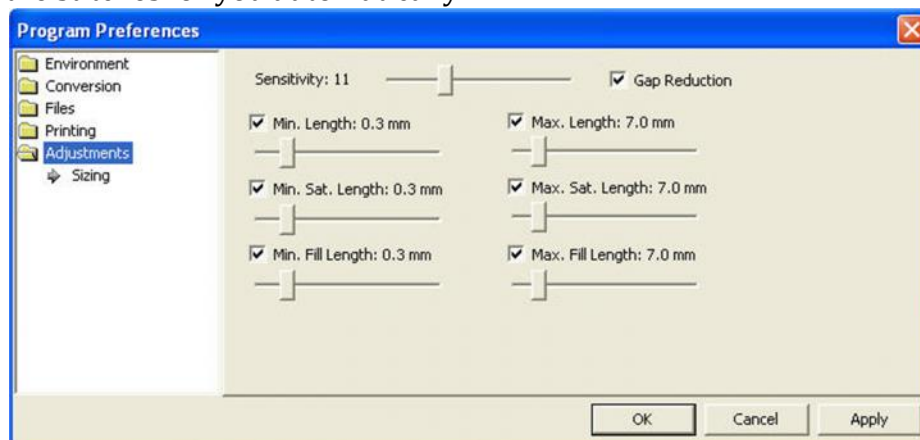 Program Preferences
Environment
Conversion
Files
Printing
Adjustments
Sizing
Sensitivity: 11
Gap Reduction
Min. Length: 0.3 mm
Max. Length: 7.0 mm
Min. Sat. Length: 0.3 mm
Max. Sat. Length: 7.0 mm
Min. Fill Length: 0.3 mm
Max. Fill Length: 7.0 mm
OK
Cancel
Apply